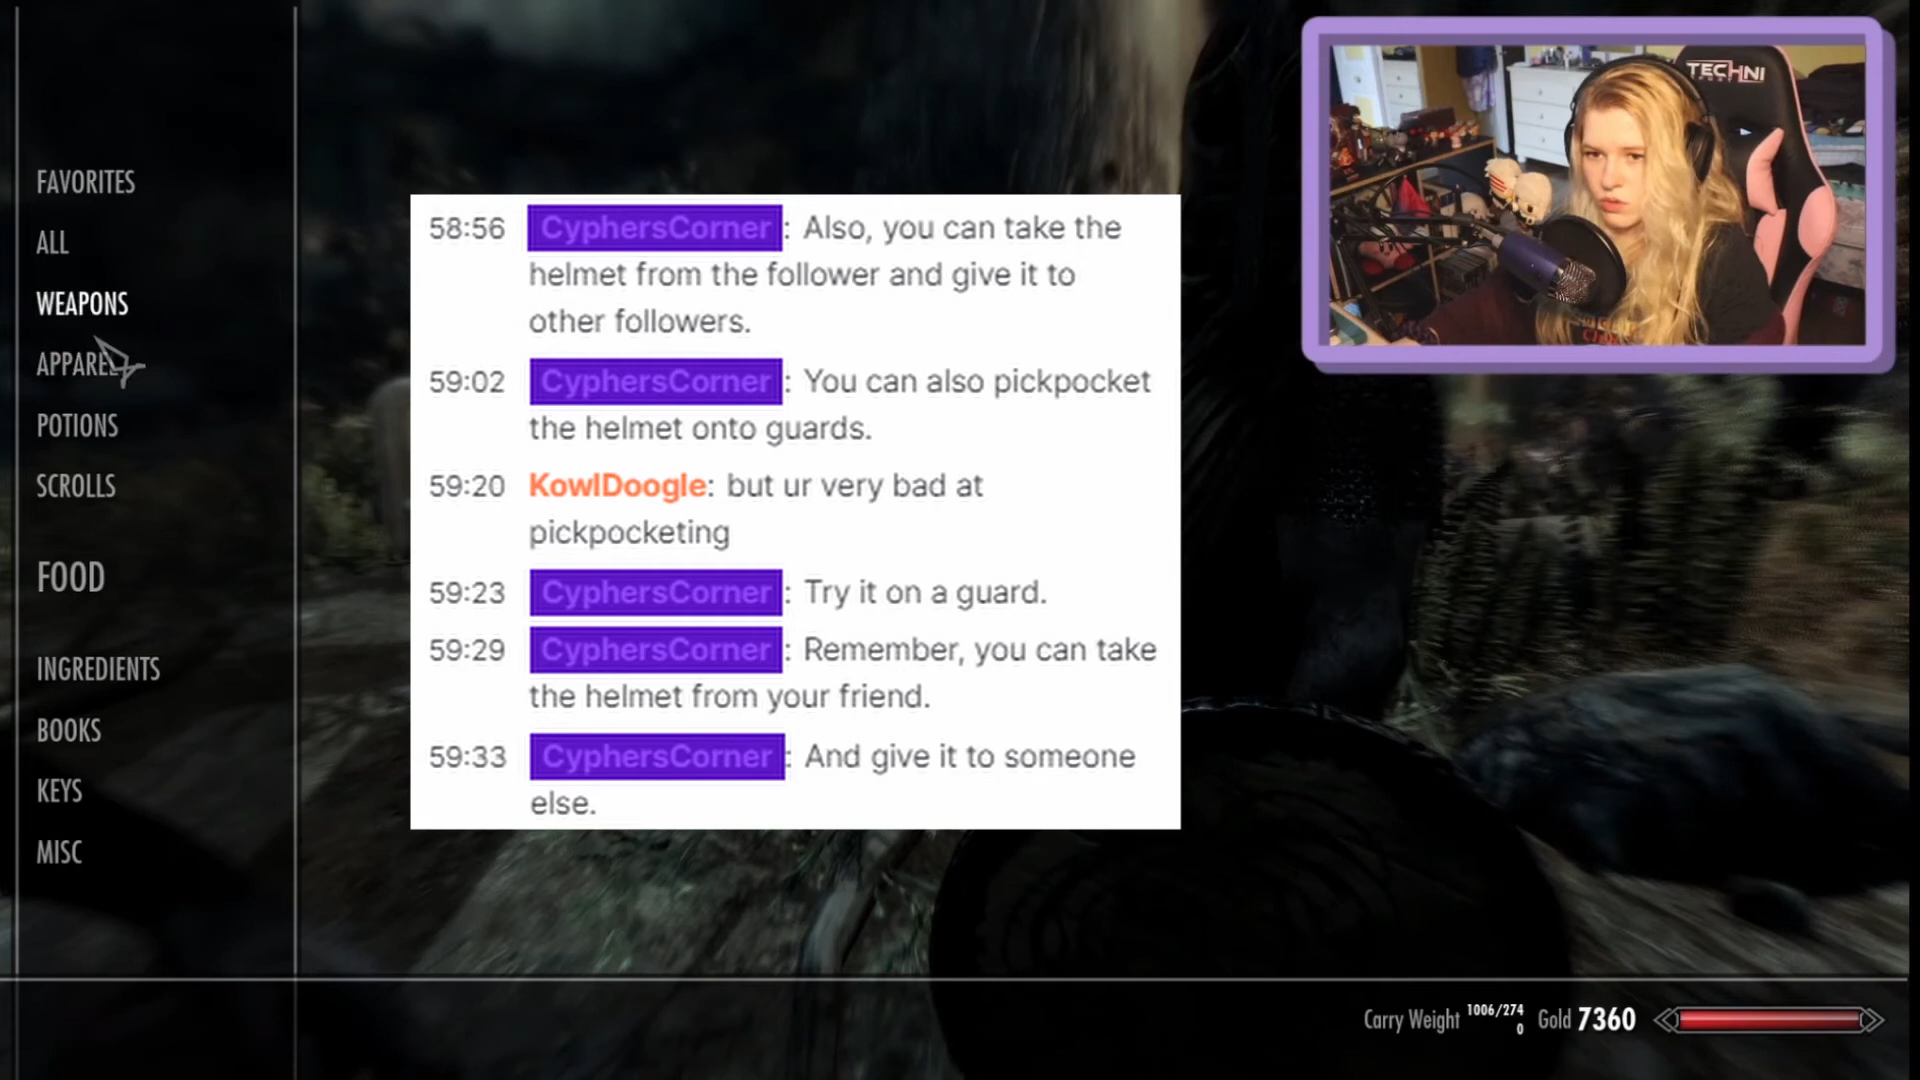 FAVORITES
ALL
WEAPONS
APPAREL
POTIONS
SCROLLS
FOOD
INGREDIENTS
BOOKS
KEYS
MISC
58:56 CyphersCorner: Also, you can take the
helmet from the follower and give it to
other followers.
59:02 CyphersCorner: You can also pickpocket
the helmet onto guards.
59:20 KowlDoogle: but ur very bad at
pickpocketing
59:23 CyphersCorner: Try it on a guard.
59:29 CyphersCorner: Remember, you can take
the helmet from your friend.
59:33 CyphersCorner: And give it to someone
else.
TECHNI
Carry Weight 1006/2740 Gold 7360